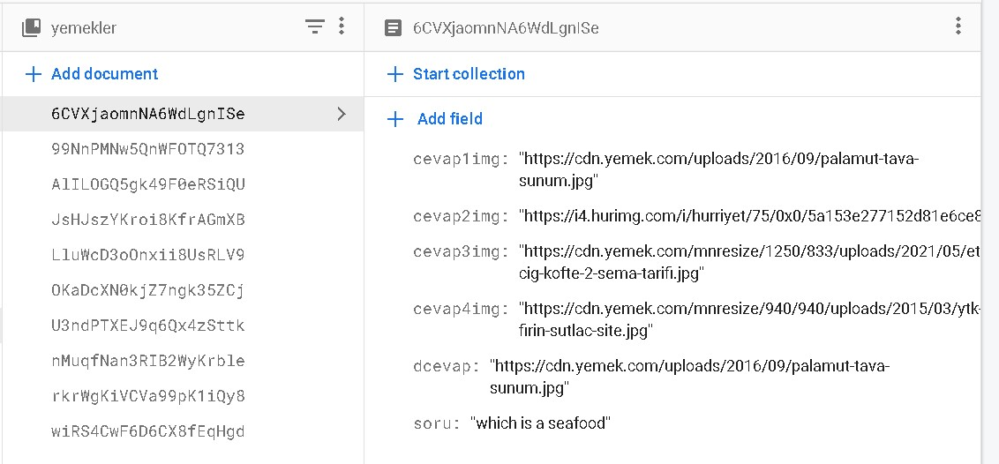 yemekler
6CVXjaomnNA6WdLgnISe
Add document
Start collection
6CVXjaomnNA6WdLgnISe
99NnPMNw5QnWFOTQ7313
AlILOGQ5gk49F0eRSiQU
JsHJszYKroi8KfrAGmXB
LluWcD3oOnxii8UsRLV9
OKaDcXN0kjZ7ngk35ZCj
U3ndPTXEJ9q6Qx4zSttk
nMuqfNan3RIB2WyKrble
rkrWgKiVCVa99pK1iQy8
wiRS4CwF6D6CX8fEqHgd
Add field
cevap1img: "https://cdn.yemek.com/uploads/2016/09/palamut-tava-
sunum.jpg"
cevap2img: "https://i4.hurimg.com/i/hurriyet/75/0x0/5a153e277152d81e6ce8
cevap3img: "https://cdn.yemek.com/mnresize/1250/833/uploads/2021/05/et
cig-kofte-2-sema-tarifi.jpg"
cevap4img: "https://cdn.yemek.com/mnresize/940/940/uploads/2015/03/ytk-
firin-sutlac-site.jpg"
dcevap: "https://cdn.yemek.com/uploads/2016/09/palamut-tava-
sunum.jpg"
soru: "which is a seafood"